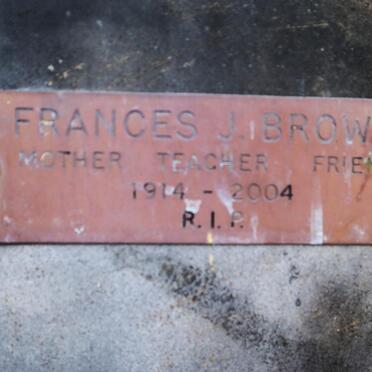 FRANCES J. BROW
MOTHER TEACHER FRIE
1914 - 2004
R.I.P.